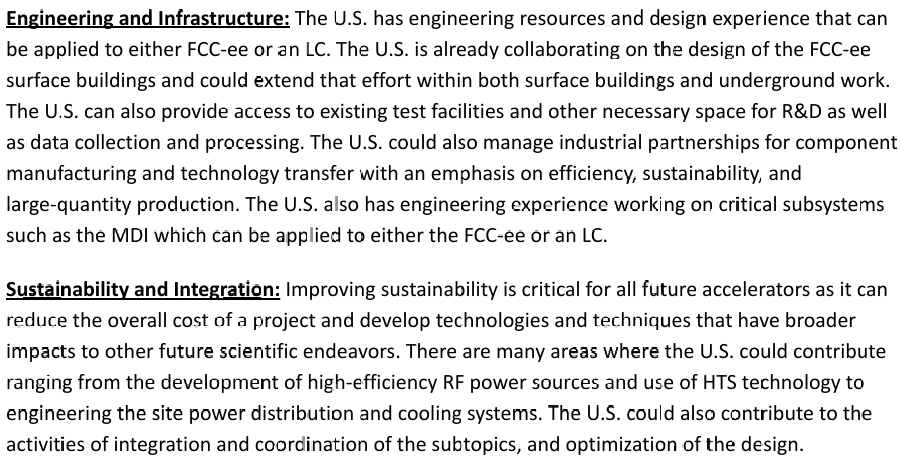 Engineering and Infrastructure: The U.S. has engineering resources and design experience that can
be applied to either FCC-ee or an LC. The U.S. is already collaborating on the design of the FCC-ee
surface buildings and could extend that effort within both surface buildings and underground work.
The U.S. can also provide access to existing test facilities and other necessary space for R&D as well
as data collection and processing. The U.S. could also manage industrial partnerships for component
manufacturing and technology transfer with an emphasis on efficiency, sustainability, and
large-quantity production. The U.S. also has engineering experience working on critical subsystems
such as the MDI which can be applied to either the FCC-ee or an LC.
Sustainability and Integration: Improving sustainability is critical for all future accelerators as it can
reduce the overall cost of a project and develop technologies and techniques that have broader
impacts to other future scientific endeavors. There are many areas where the U.S. could contribute
ranging from the development of high-efficiency RF power sources and use of HTS technology to
engineering the site power distribution and cooling systems. The U.S. could also contribute to the
activities of integration and coordination of the subtopics, and optimization of the design.